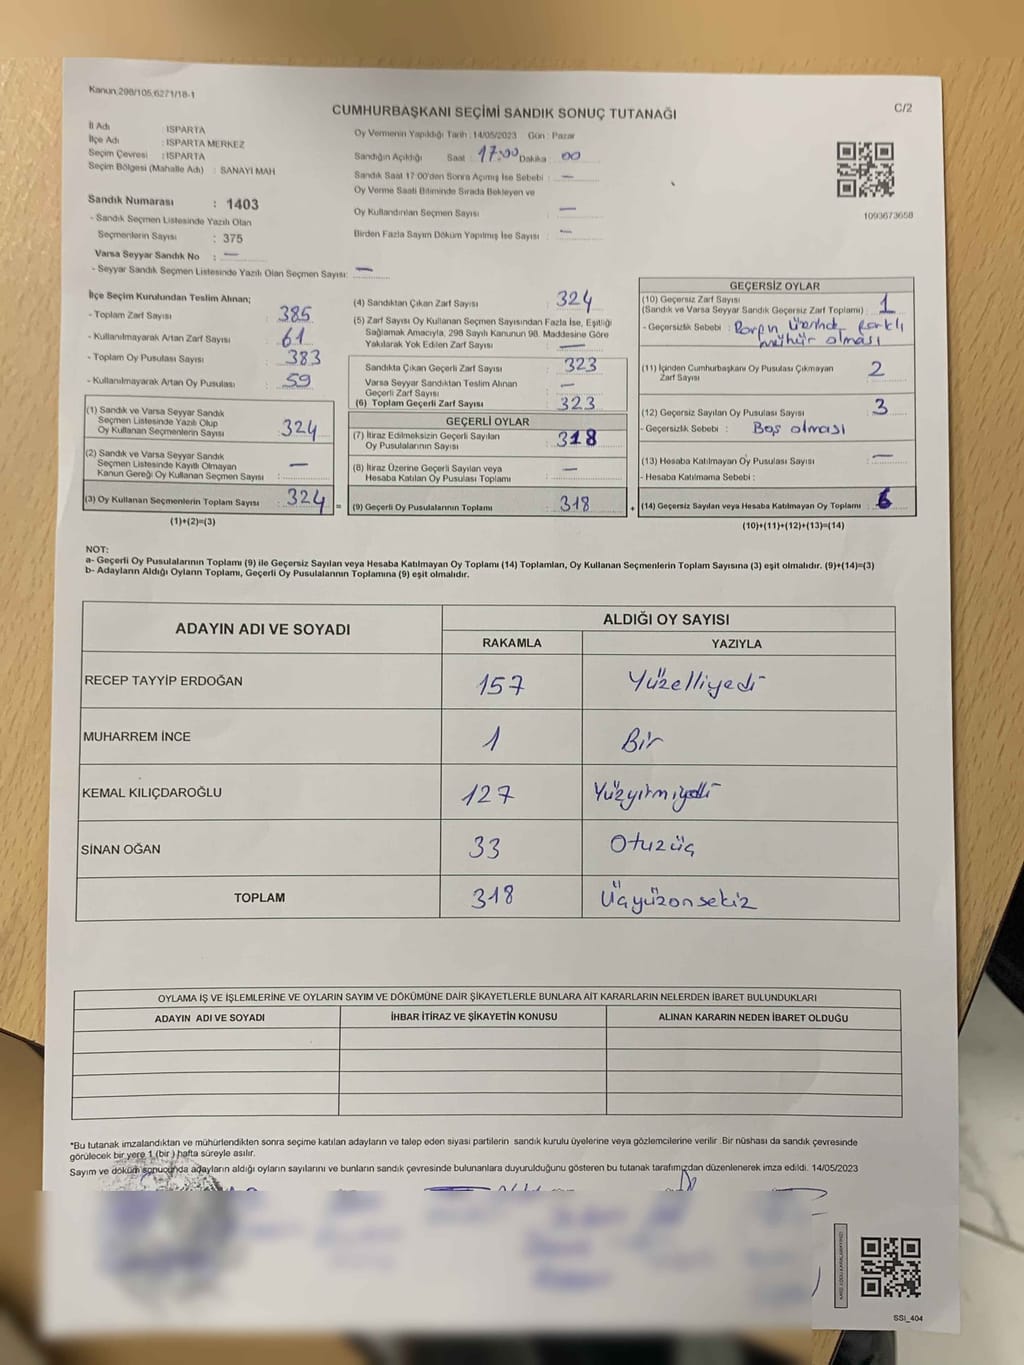 Kanun 298/105,6271/18-1
C/2
CUMHURBAŞKANI SEÇİMİ SANDIK SONUÇ TUTANAĞI
İl Adı : ISPARTA
İlçe Adı : ISPARTA MERKEZ
Seçim Çevresi : ISPARTA
Seçim Bölgesi (Mahalle Adı) : SANAYİ MAH
Sandık Numarası : 1403
- Sandık Seçmen Listesinde Yazılı Olan
Seçmenlerin Sayısı : 375
Varsa Seyyar Sandık No : —
- Seyyar Sandık Seçmen Listesinde Yazılı Olan Seçmen Sayısı: —
Oy Vermenin Yapıldığı Tarih : 14/05/2023 Gün : Pazar
Sandığın Açıldığı Saat : 17:00 Dakika : 00
Sandık Saat 17:00'den Sonra Açımış İse Sebebi : —
Oy Verme Saati Bitiminde Sırada Bekleyen ve
Oy Kullandırılan Seçmen Sayısı : —
Birden Fazla Sayım Döküm Yapılmış İse Sayısı : —
1093673658
İlçe Seçim Kurulundan Teslim Alınan;
- Toplam Zarf Sayısı : 385
- Kullanılmayarak Artan Zarf Sayısı : 61
- Toplam Oy Pusulası Sayısı : 383
- Kullanılmayarak Artan Oy Pusulası : 59
(1) Sandık ve Varsa Seyyar Sandık
Seçmen Listesinde Yazılı Olup
Oy Kullanan Seçmenlerin Sayısı : 324
(2) Sandık ve Varsa Seyyar Sandık
Seçmen Listesinde Kayıtlı Olmayan
Kanun Gereği Oy Kullanan Seçmen Sayısı : —
(3) Oy Kullanan Seçmenlerin Toplam Sayısı : 324 =
(1)+(2)=(3)
(4) Sandıktan Çıkan Zarf Sayısı : 324
(5) Zarf Sayısı Oy Kullanan Seçmen Sayısından Fazla İse, Eşitliği
Sağlamak Amacıyla, 298 Sayılı Kanunun 98. Maddesine Göre
Yakılarak Yok Edilen Zarf Sayısı : —
Sandıkta Çıkan Geçerli Zarf Sayısı : 323
Varsa Seyyar Sandıktan Teslim Alınan
Geçerli Zarf Sayısı : —
(6) Toplam Geçerli Zarf Sayısı : 323
GEÇERLİ OYLAR
(7) İtiraz Edilmeksizin Geçerli Sayılan
Oy Pusulalarının Sayısı : 318
(8) İtiraz Üzerine Geçerli Sayılan veya
Hesaba Katılan Oy Pusulası Toplamı : —
(9) Geçerli Oy Pusulalarının Toplamı : 318 +
GEÇERSİZ OYLAR
(10) Geçersiz Zarf Sayısı : 1
(Sandık ve Varsa Seyyar Sandık Geçersiz Zarf Toplamı)
- Geçersizlik Sebebi : üzerinde farklı
mühür olması
(11) İçinden Cumhurbaşkanı Oy Pusulası Çıkmayan
Zarf Sayısı : 2
(12) Geçersiz Sayılan Oy Pusulası Sayısı : 3
- Geçersizlik Sebebi : Boş olması
(13) Hesaba Katılmayan Oy Pusulası Sayısı : —
- Hesaba Katılmama Sebebi :
(14) Geçersiz Sayılan veya Hesaba Katılmayan Oy Toplamı : 6
(10)+(11)+(12)+(13)=(14)
NOT:
a- Geçerli Oy Pusulalarının Toplamı (9) ile Geçersiz Sayılan veya Hesaba Katılmayan Oy Toplamı (14) Toplamları, Oy Kullanan Seçmenlerin Toplam Sayısına (3) eşit olmalıdır. (9)+(14)=(3)
b- Adayların Aldığı Oyların Toplamı, Geçerli Oy Pusulalarının Toplamına (9) eşit olmalıdır.
ADAYIN ADI VE SOYADI
ALDIĞI OY SAYISI
RAKAMLA YAZIYLA
RECEP TAYYİP ERDOĞAN 157 Yüzelliyedi
MUHARREM İNCE 1 Bir
KEMAL KILIÇDAROĞLU 127 Yüzyirmiyedi
SİNAN OĞAN 33 Otuzüç
TOPLAM 318 Üçyüzonsekiz
OYLAMA İŞ VE İŞLEMLERİNE VE OYLARIN SAYIM VE DÖKÜMÜNE DAİR ŞİKAYETLERLE BUNLARA AİT KARARLARIN NELERDEN İBARET BULUNDUKLARI
ADAYIN ADI VE SOYADI İHBAR İTİRAZ VE ŞİKAYETİN KONUSU ALINAN KARARIN NEDEN İBARET OLDUĞU
*Bu tutanak imzalandıktan ve mühürlendikten sonra seçime katılan adayların ve talep eden siyasi partilerin sandık kurulu üyelerine veya gözlemcilerine verilir .Bir nüshası da sandık çevresinde
görülecek bir yere 1 (bir ) hafta süreyle asılır.
Sayım ve döküm sonucunda adayların aldığı oyların sayılarını ve bunların sandık çevresinde bulunanlara duyurulduğunu gösteren bu tutanak tarafımızdan düzenlenerek imza edildi. 14/05/2023
SSI_404